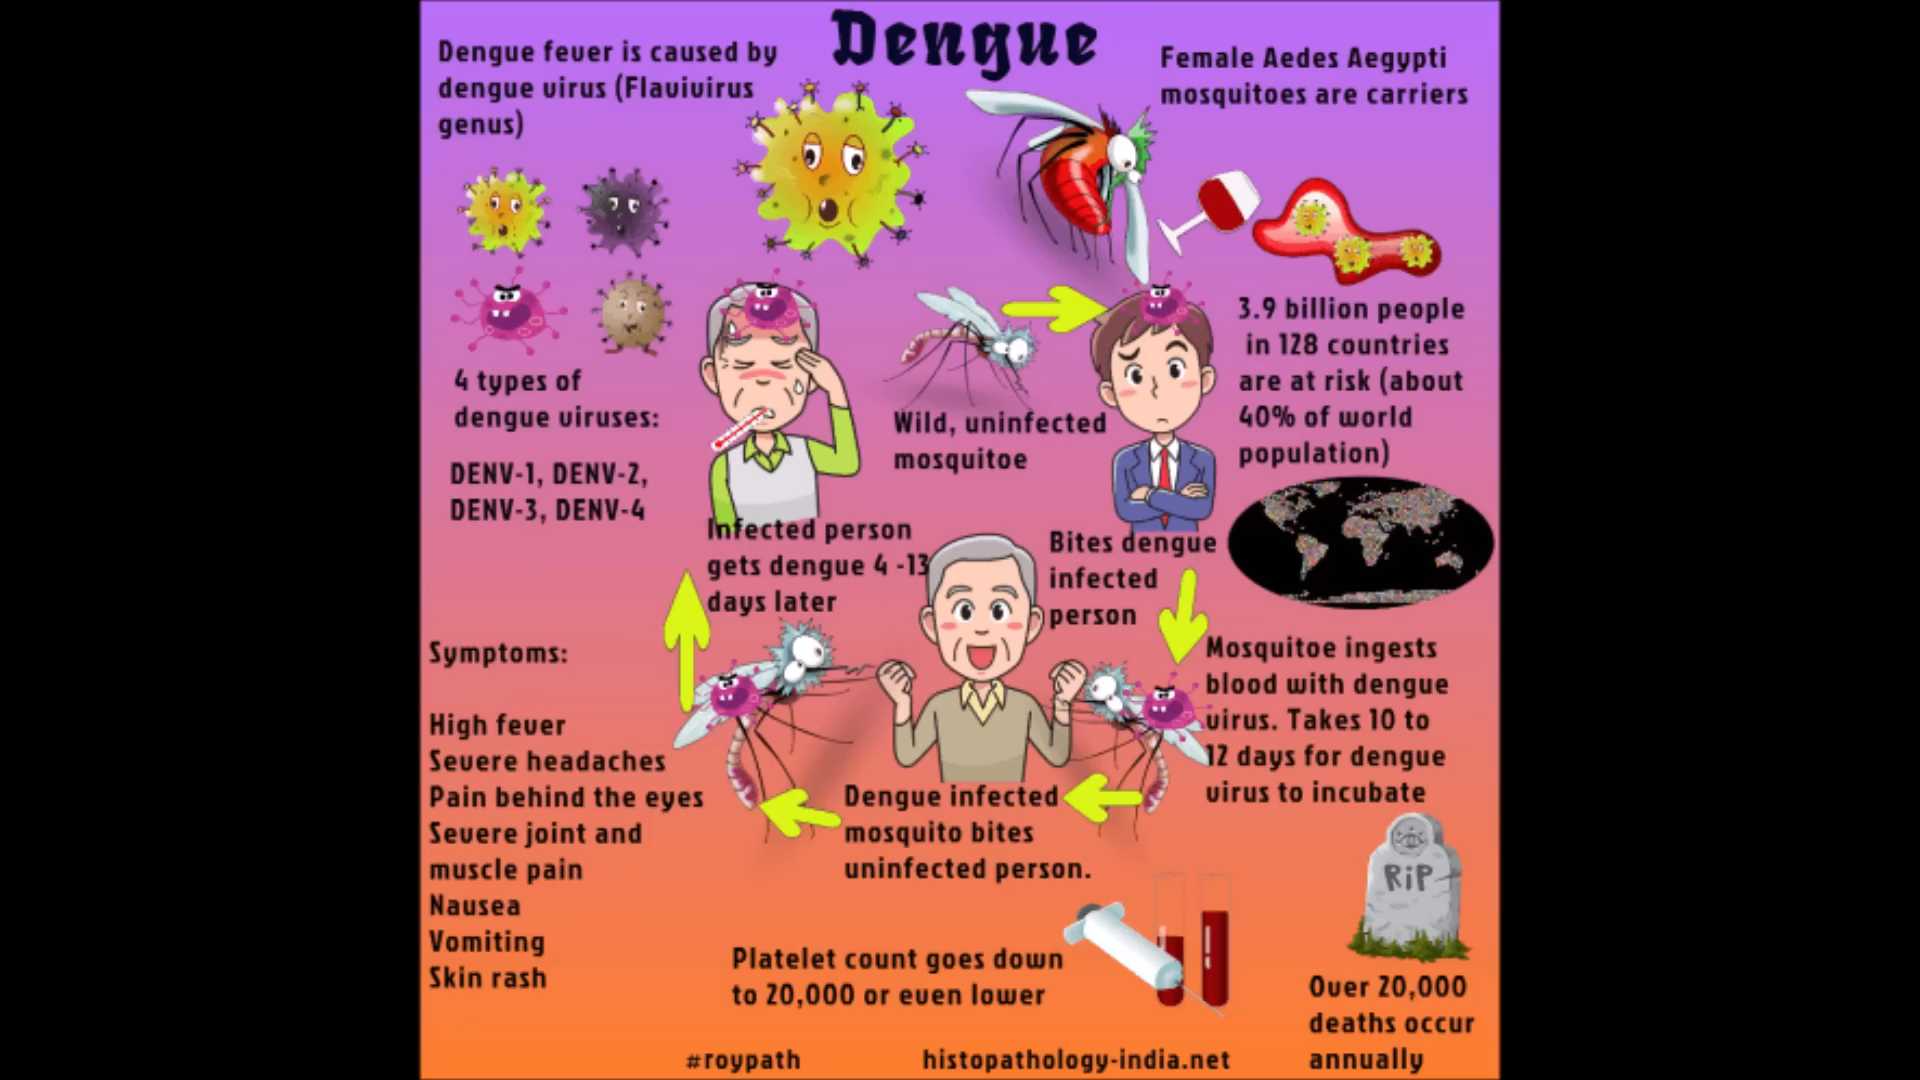 Dengue
Dengue fever is caused by
dengue virus (Flavivirus
genus)
Female Aedes Aegypti
mosquitoes are carriers
4 types of
dengue viruses:
DENV-1, DENV-2,
DENV-3, DENV-4
Wild, uninfected
mosquitoe
3.9 billion people
in 128 countries
are at risk (about
40% of world
population)
Infected person
gets dengue 4 -13
days later
Bites dengue
infected
person
Mosquitoe ingests
blood with dengue
virus. Takes 10 to
12 days for dengue
virus to incubate
Symptoms:
High fever
Severe headaches
Pain behind the eyes
Severe joint and
muscle pain
Nausea
Vomiting
Skin rash
Dengue infected
mosquito bites
uninfected person.
RiP
Platelet count goes down
to 20,000 or even lower
Over 20,000
deaths occur
annually
#roypath
histopathology-india.net